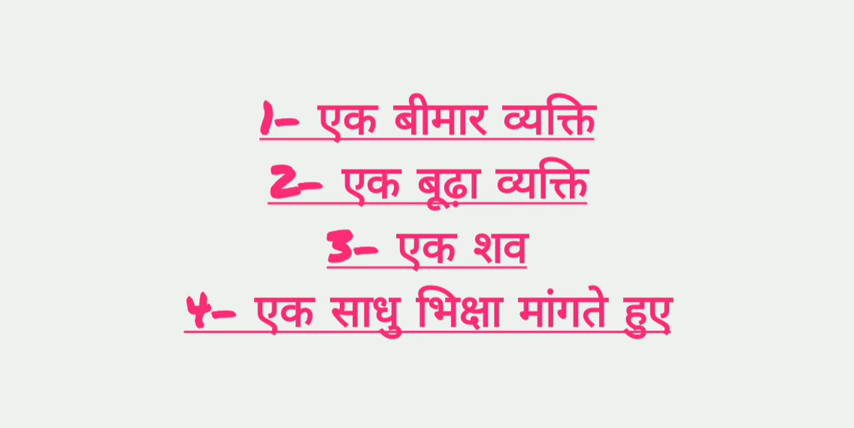 1- एक बीमार व्यक्ति
2- एक बूढ़ा व्यक्ति
3- एक शव
4- एक साधु भिक्षा मांगते हुए